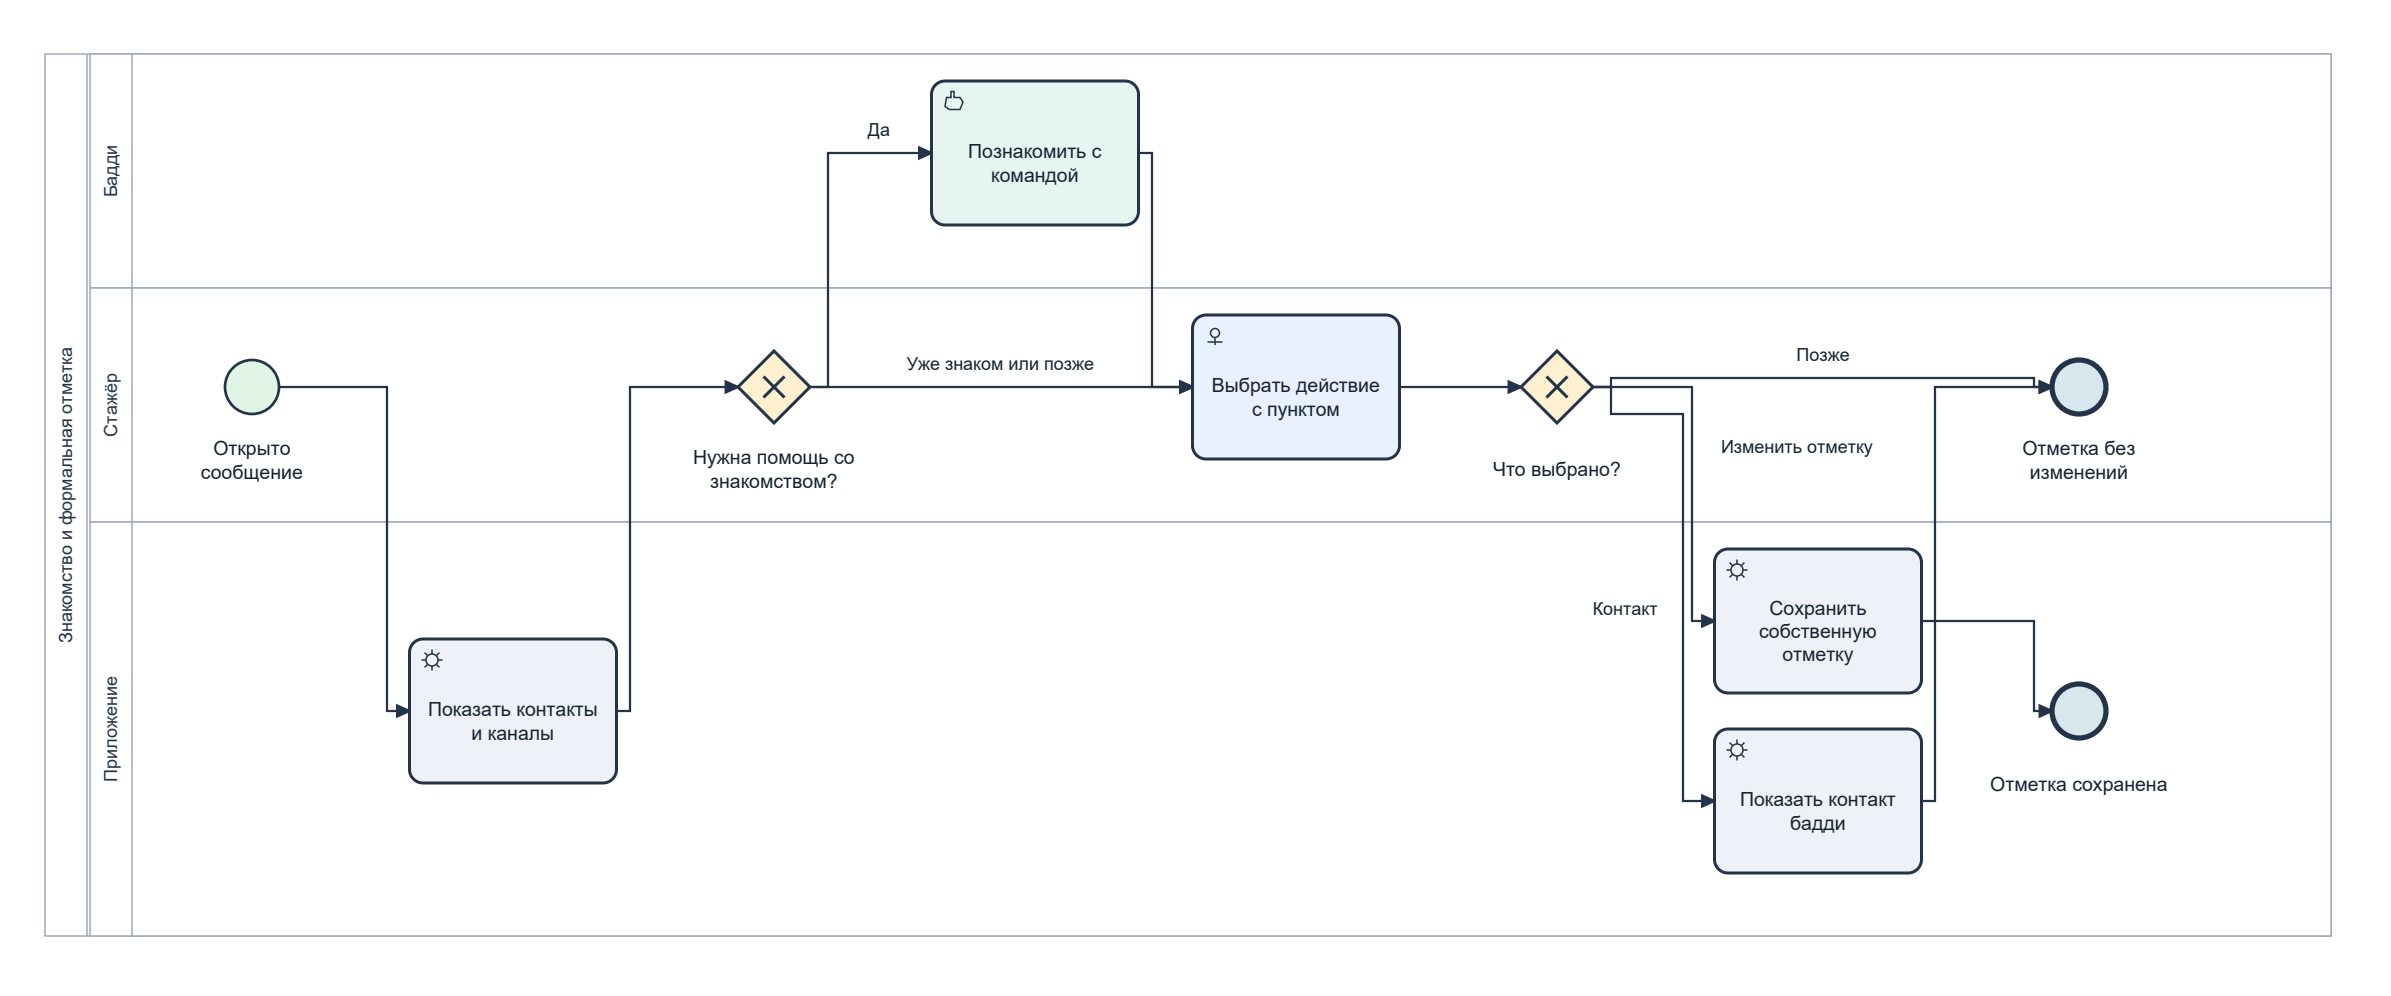 Знакомство и формальная отметка
Бадди
Стажёр
Приложение
Открыто
сообщение
Показать контакты
и каналы
Нужна помощь со
знакомством?
Да
Познакомить с
командой
Уже знаком или позже
Выбрать действие
с пунктом
Что выбрано?
Позже
Изменить отметку
Контакт
Сохранить
собственную
отметку
Показать контакт
бадди
Отметка без
изменений
Отметка сохранена